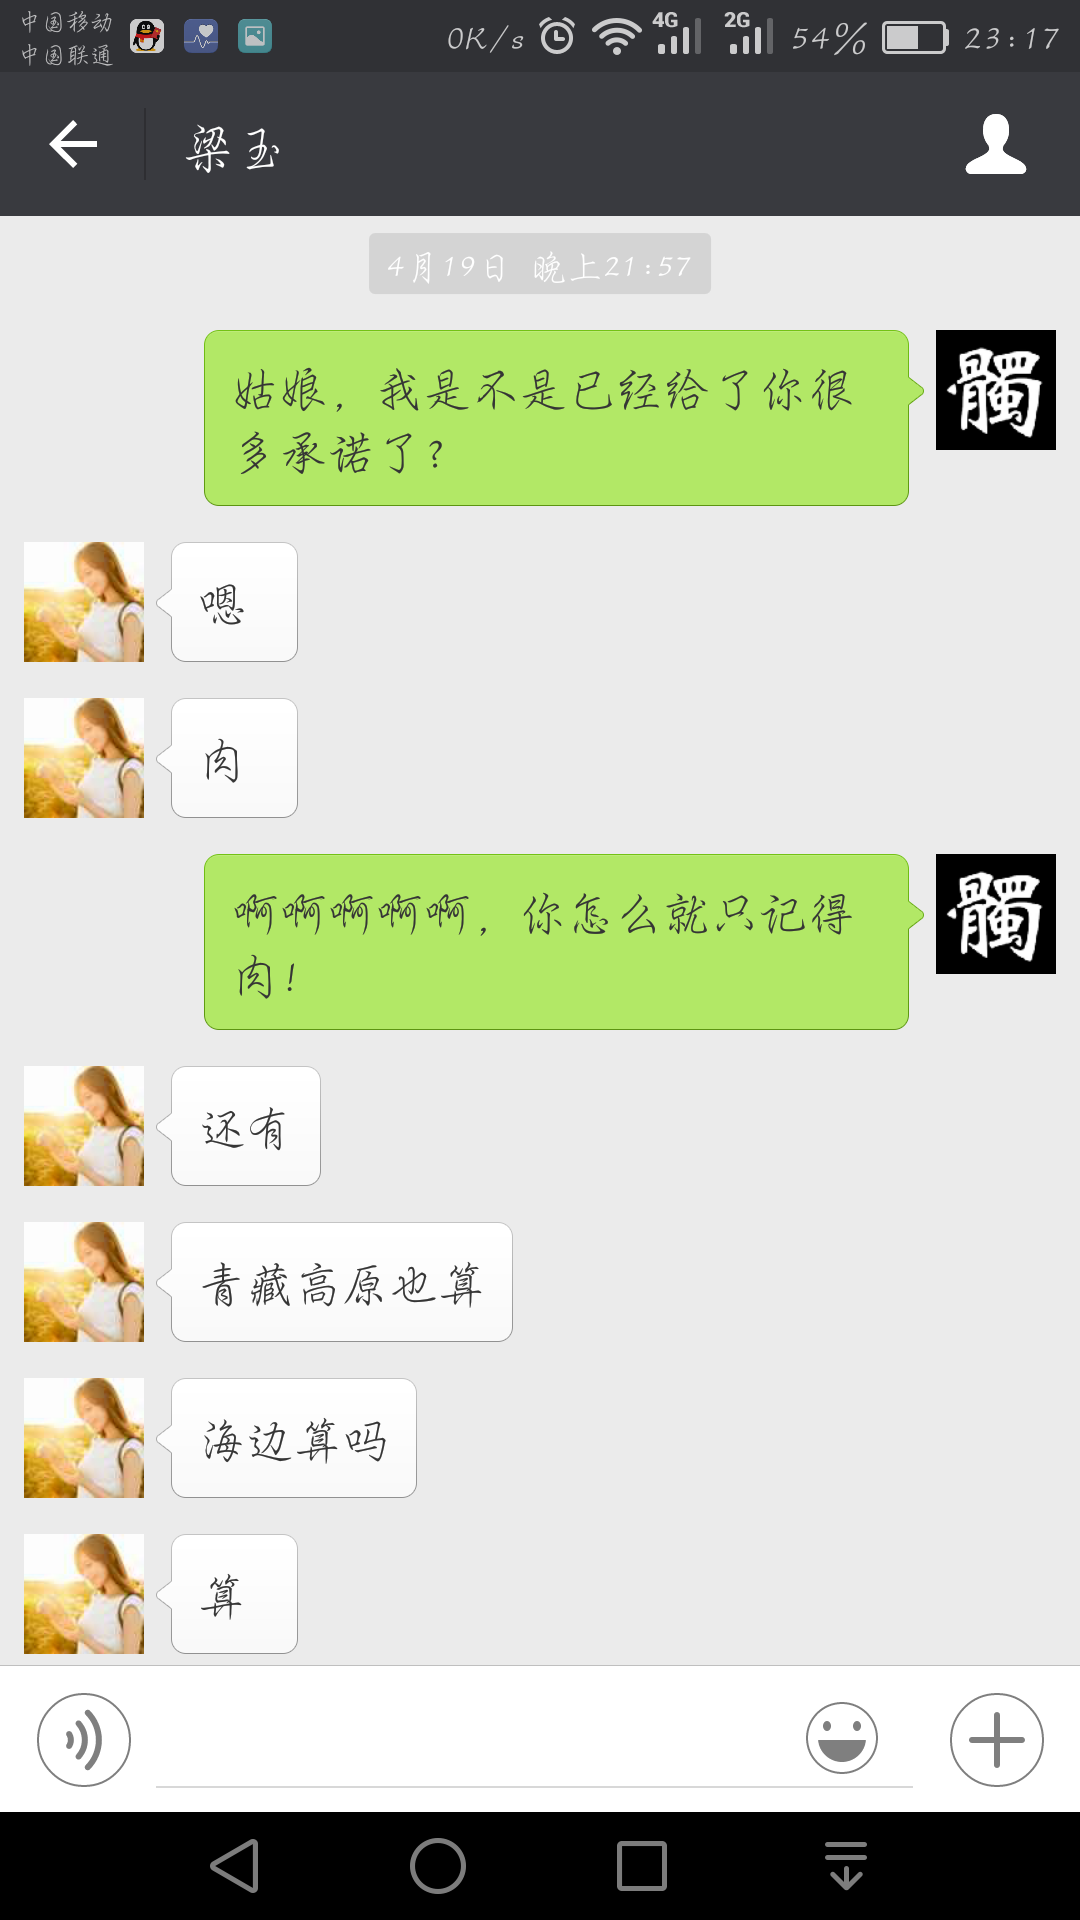 中国移动
中国联通
0K/s
4G
2G
54%
23:17
梁玉
4月19日 晚上21:57
姑娘，我是不是已经给了你很
多承诺了？
髑
嗯
肉
啊啊啊啊啊，你怎么就只记得
肉！
髑
还有
青藏高原也算
海边算吗
算